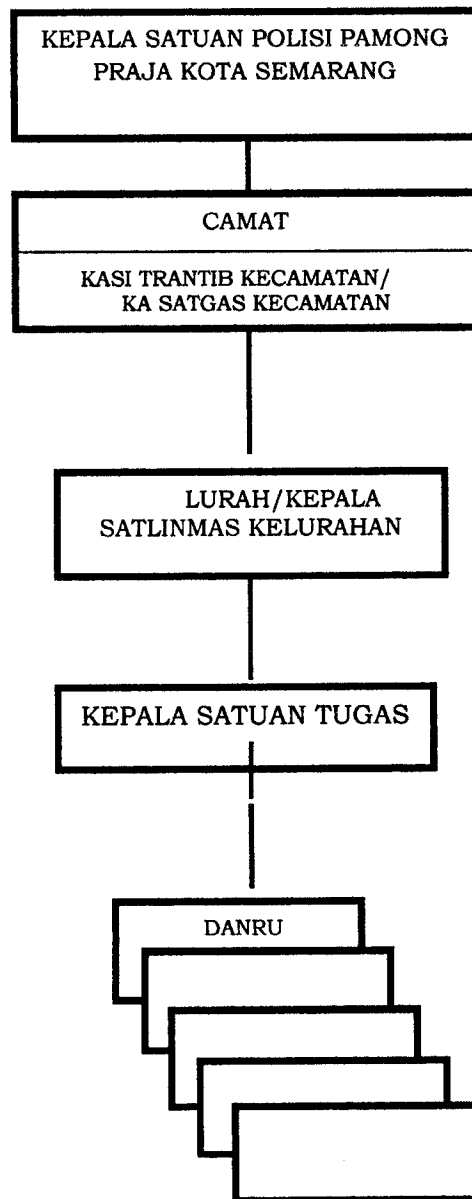 KEPALA SATUAN POLISI PAMONG
PRAJA KOTA SEMARANG
CAMAT
KASI TRANTIB KECAMATAN/
KA SATGAS KECAMATAN
LURAH/KEPALA
SATLINMAS KELURAHAN
KEPALA SATUAN TUGAS
DANRU